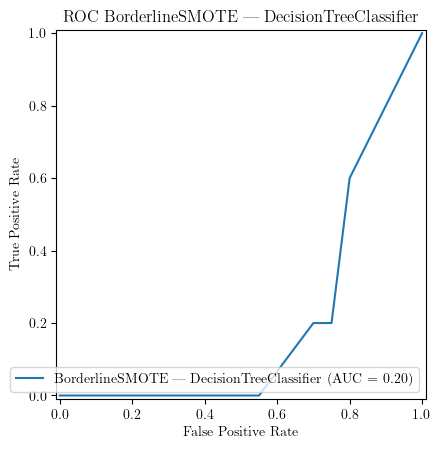 ROC BorderlineSMOTE — DecisionTreeClassifier
1.0
0.8
0.6
0.4
0.2
0.0
True Positive Rate
BorderlineSMOTE — DecisionTreeClassifier (AUC = 0.20)
0.0 0.2 0.4 0.6 0.8 1.0
False Positive Rate